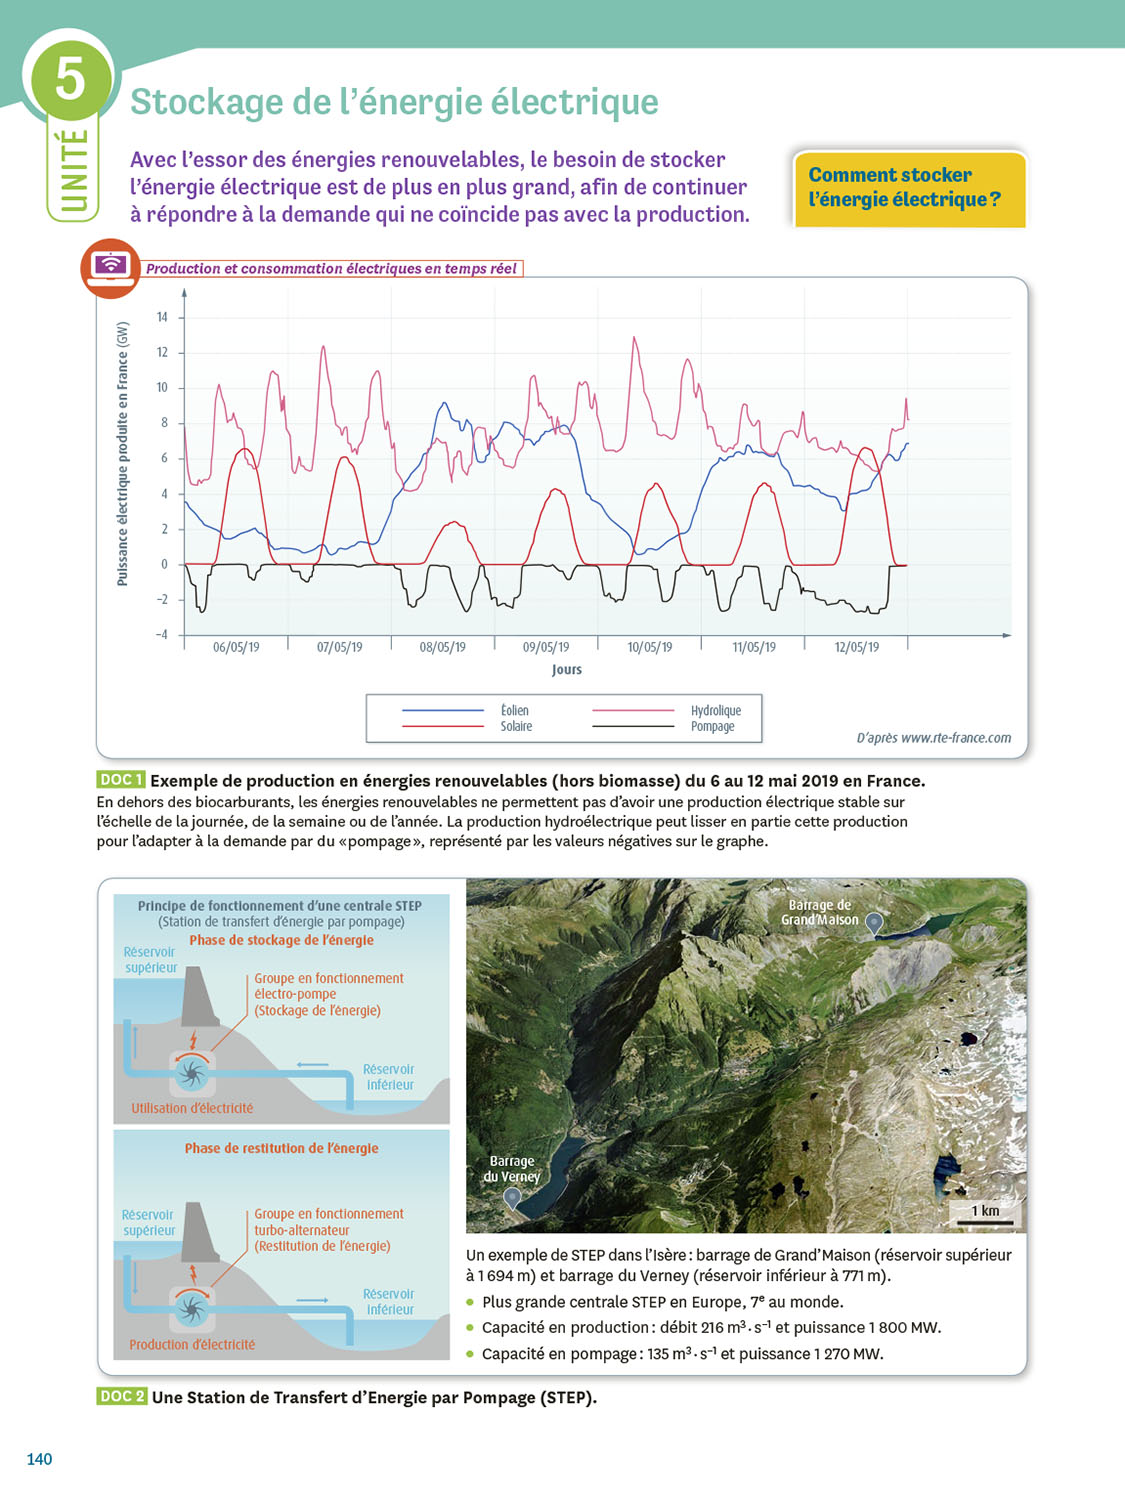 5
UNITÉ
Stockage de l’énergie électrique
Avec l’essor des énergies renouvelables, le besoin de stocker
l’énergie électrique est de plus en plus grand, afin de continuer
à répondre à la demande qui ne coïncide pas avec la production.
Comment stocker
l’énergie électrique ?
Production et consommation électriques en temps réel
Puissance électrique produite en France (GW)
14
12
10
8
6
4
2
0
–2
–4
06/05/19 07/05/19 08/05/19 09/05/19 10/05/19 11/05/19 12/05/19
Jours
Éolien Hydrolique
Solaire Pompage
D’après www.rte-france.com
DOC 1 Exemple de production en énergies renouvelables (hors biomasse) du 6 au 12 mai 2019 en France.
En dehors des biocarburants, les énergies renouvelables ne permettent pas d’avoir une production électrique stable sur
l’échelle de la journée, de la semaine ou de l’année. La production hydroélectrique peut lisser en partie cette production
pour l’adapter à la demande par du « pompage », représenté par les valeurs négatives sur le graphe.
Principe de fonctionnement d’une centrale STEP
(Station de transfert d’énergie par pompage)
Phase de stockage de l’énergie
Réservoir
supérieur
Groupe en fonctionnement
électro-pompe
(Stockage de l’énergie)
Réservoir
inférieur
Utilisation d’électricité
Phase de restitution de l’énergie
Réservoir
supérieur
Groupe en fonctionnement
turbo-alternateur
(Restitution de l’énergie)
Réservoir
inférieur
Production d’électricité
Barrage de
Grand’Maison
Barrage
du Verney
1 km
Un exemple de STEP dans l’Isère : barrage de Grand’Maison (réservoir supérieur
à 1 694 m) et barrage du Verney (réservoir inférieur à 771 m).
• Plus grande centrale STEP en Europe, 7e au monde.
• Capacité en production : débit 216 m³ · s⁻¹ et puissance 1 800 MW.
• Capacité en pompage : 135 m³ · s⁻¹ et puissance 1 270 MW.
DOC 2 Une Station de Transfert d’Energie par Pompage (STEP).
140